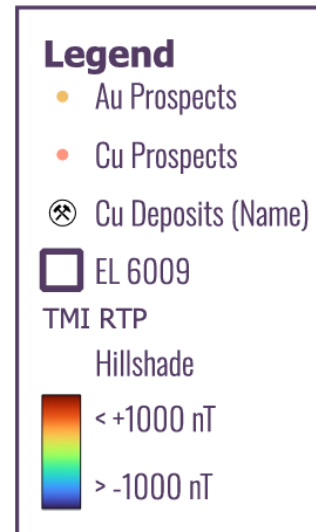 Legend
Au Prospects
Cu Prospects
Cu Deposits (Name)
EL 6009
TMI RTP
Hillshade
< +1000 nT
> -1000 nT